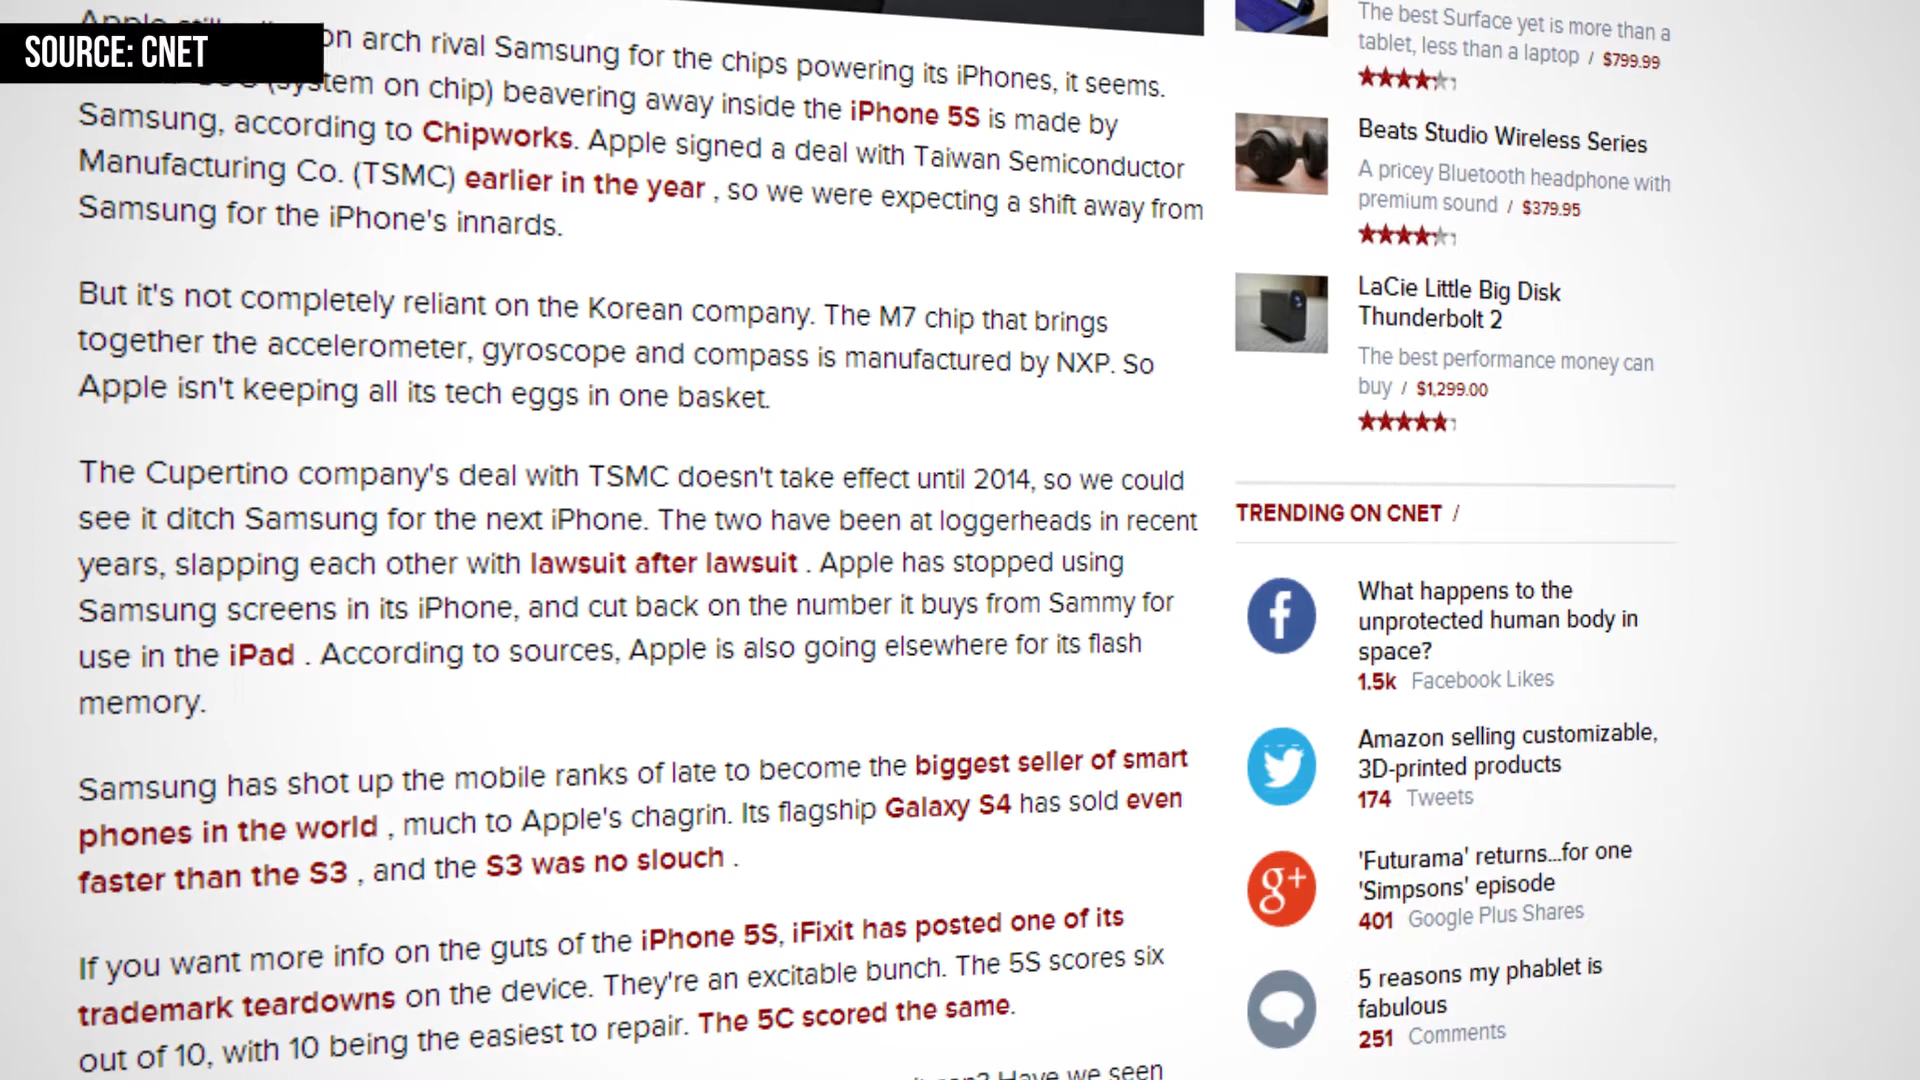 SOURCE: CNET
on arch rival Samsung for the chips powering its iPhones, it seems.
(system on chip) beavering away inside the iPhone 5S is made by
Samsung, according to Chipworks. Apple signed a deal with Taiwan Semiconductor
Manufacturing Co. (TSMC) earlier in the year , so we were expecting a shift away from
Samsung for the iPhone's innards.
But it's not completely reliant on the Korean company. The M7 chip that brings
together the accelerometer, gyroscope and compass is manufactured by NXP. So
Apple isn't keeping all its tech eggs in one basket.
The Cupertino company's deal with TSMC doesn't take effect until 2014, so we could
see it ditch Samsung for the next iPhone. The two have been at loggerheads in recent
years, slapping each other with lawsuit after lawsuit . Apple has stopped using
Samsung screens in its iPhone, and cut back on the number it buys from Sammy for
use in the iPad . According to sources, Apple is also going elsewhere for its flash
memory.
Samsung has shot up the mobile ranks of late to become the biggest seller of smart
phones in the world , much to Apple's chagrin. Its flagship Galaxy S4 has sold even
faster than the S3 , and the S3 was no slouch .
If you want more info on the guts of the iPhone 5S, iFixit has posted one of its
trademark teardowns on the device. They're an excitable bunch. The 5S scores six
out of 10, with 10 being the easiest to repair. The 5C scored the same.
Have we seen
The best Surface yet is more than a
tablet, less than a laptop / $799.99
Beats Studio Wireless Series
A pricey Bluetooth headphone with
premium sound / $379.95
LaCie Little Big Disk
Thunderbolt 2
The best performance money can
buy / $1,299.00
TRENDING ON CNET /
What happens to the
unprotected human body in
space?
1.5k Facebook Likes
Amazon selling customizable,
3D-printed products
174 Tweets
'Futurama' returns...for one
'Simpsons' episode
401 Google Plus Shares
5 reasons my phablet is
fabulous
251 Comments